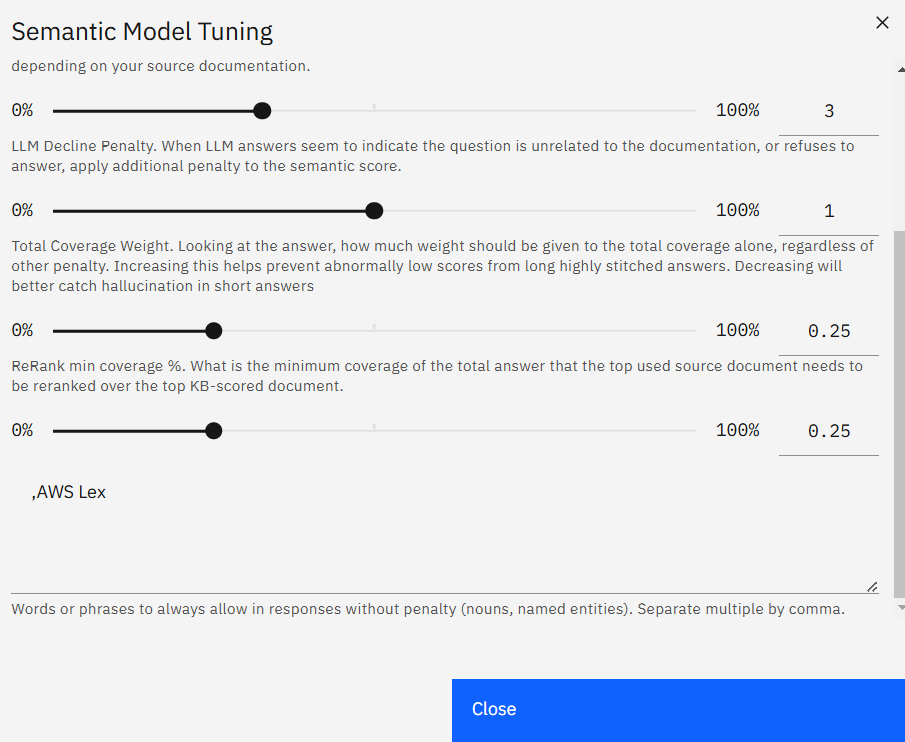 Semantic Model Tuning
depending on your source documentation.
0% 100% 3
LLM Decline Penalty. When LLM answers seem to indicate the question is unrelated to the documentation, or refuses to
answer, apply additional penalty to the semantic score.
0% 100% 1
Total Coverage Weight. Looking at the answer, how much weight should be given to the total coverage alone, regardless of
other penalty. Increasing this helps prevent abnormally low scores from long highly stitched answers. Decreasing will
better catch hallucination in short answers
0% 100% 0.25
ReRank min coverage %. What is the minimum coverage of the total answer that the top used source document needs to
be reranked over the top KB-scored document.
0% 100% 0.25
,AWS Lex
Words or phrases to always allow in responses without penalty (nouns, named entities). Separate multiple by comma.
Close